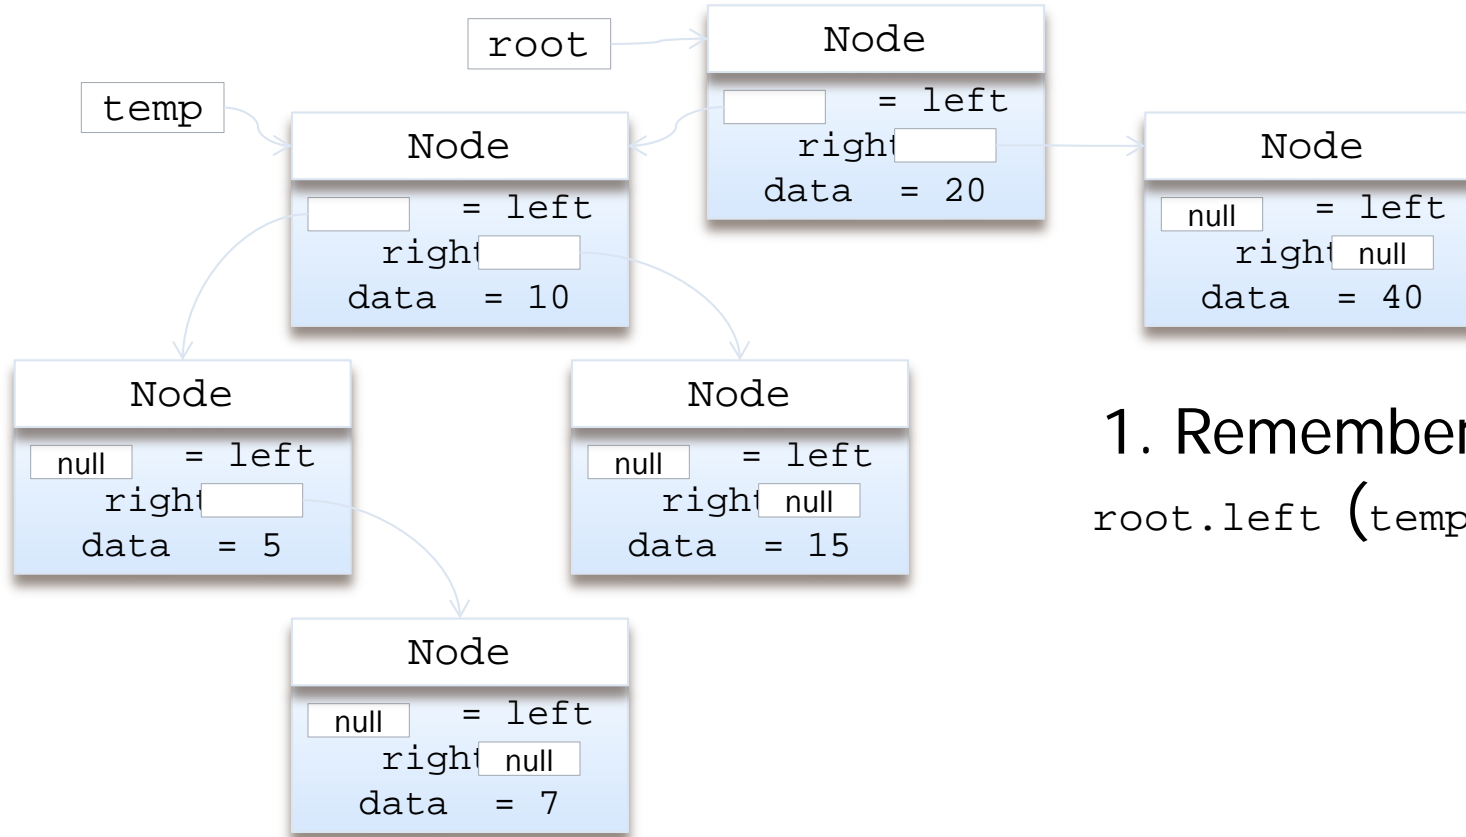 root
Node
= left
right
data = 20
temp
Node
= left
right
data = 10
Node
null = left
right null
data = 40
Node
null = left
right
data = 5
Node
null = left
right null
data = 15
1. Remember
root.left (temp
Node
null = left
right null
data = 7